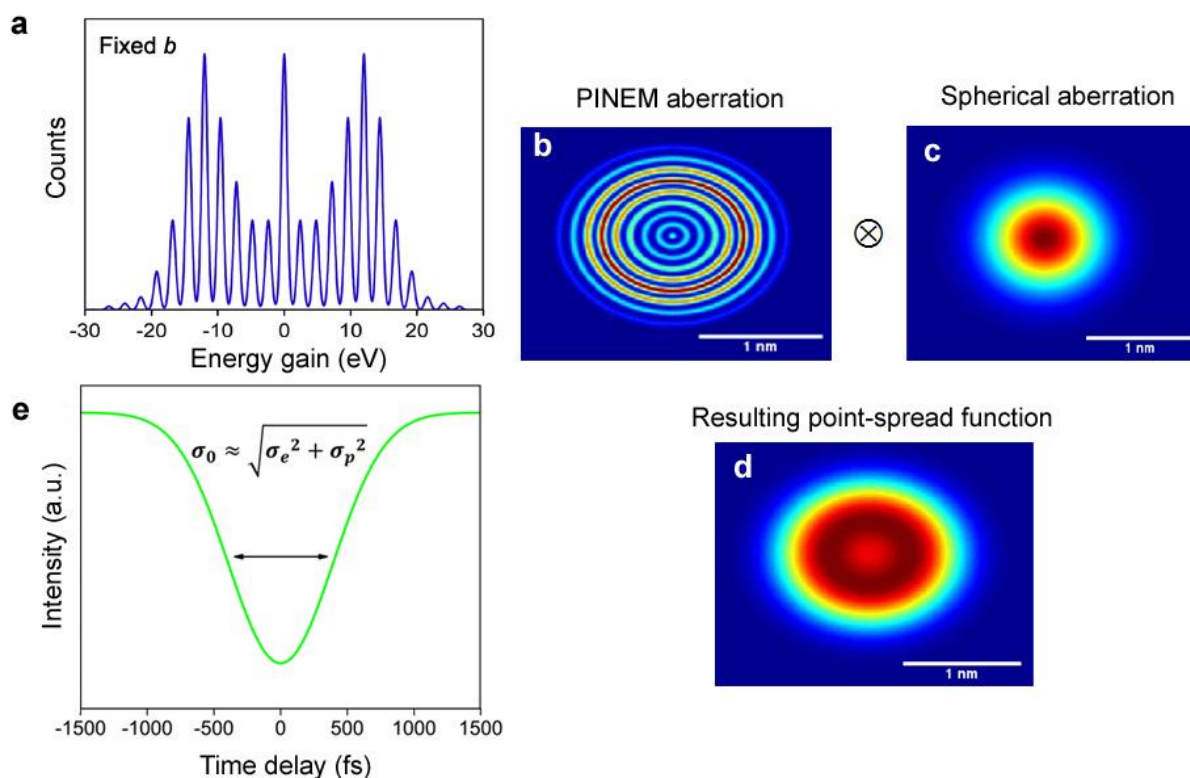 a
Fixed b
Counts
-30 -20 -10 0 10 20 30
Energy gain (eV)
PINEM aberration
b
1 nm
⊗
Spherical aberration
c
1 nm
Resulting point-spread function
d
1 nm
e
σ₀ ≈ √(σₑ² + σₚ²)
Intensity (a.u.)
-1500 -1000 -500 0 500 1000 1500
Time delay (fs)